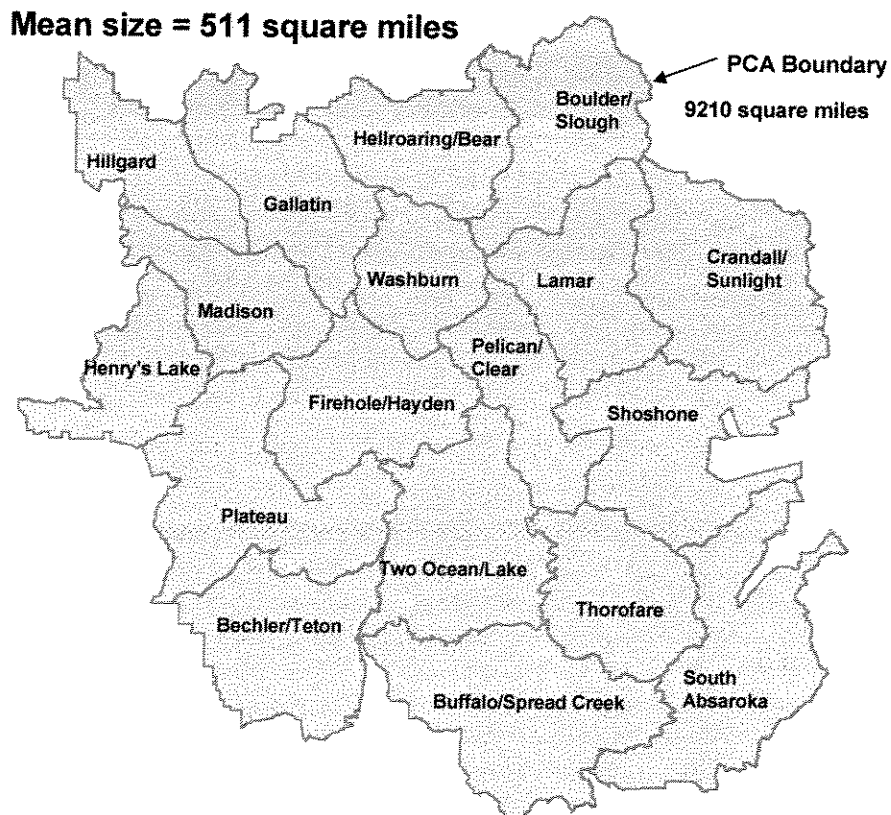 Mean size = 511 square miles
PCA Boundary
9210 square miles
Boulder/
Slough
Hellroaring/Bear
Hillgard
Gallatin
Crandall/
Sunlight
Washburn
Lamar
Madison
Pelican/
Clear
Henry's Lake
Firehole/Hayden
Shoshone
Plateau
Two Ocean/Lake
Thorofare
Bechler/Teton
South
Absaroka
Buffalo/Spread Creek